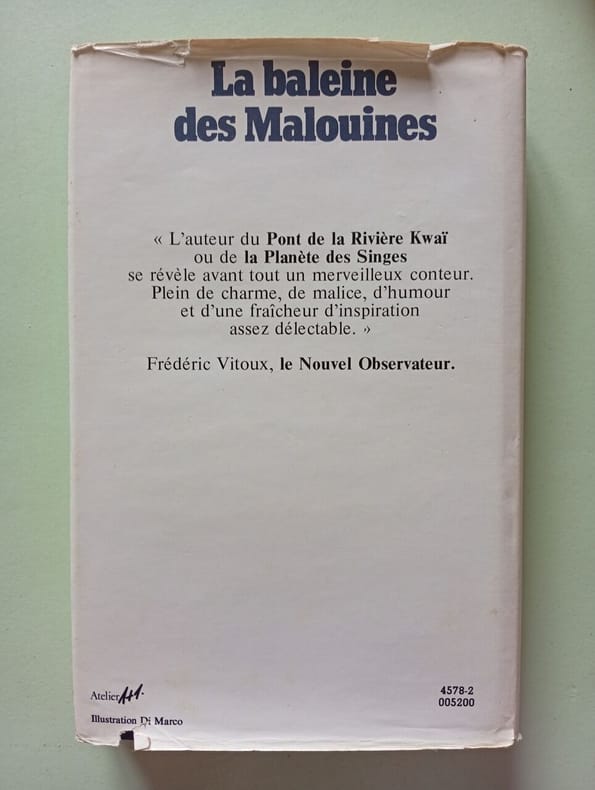 La baleine
des Malouines
« L'auteur du Pont de la Rivière Kwaï
ou de la Planète des Singes
se révèle avant tout un merveilleux conteur.
Plein de charme, de malice, d'humour
et d'une fraîcheur d'inspiration
assez délectable. »
Frédéric Vitoux, le Nouvel Observateur.
Atelier A+1.
Illustration Di Marco
4578-2
005200